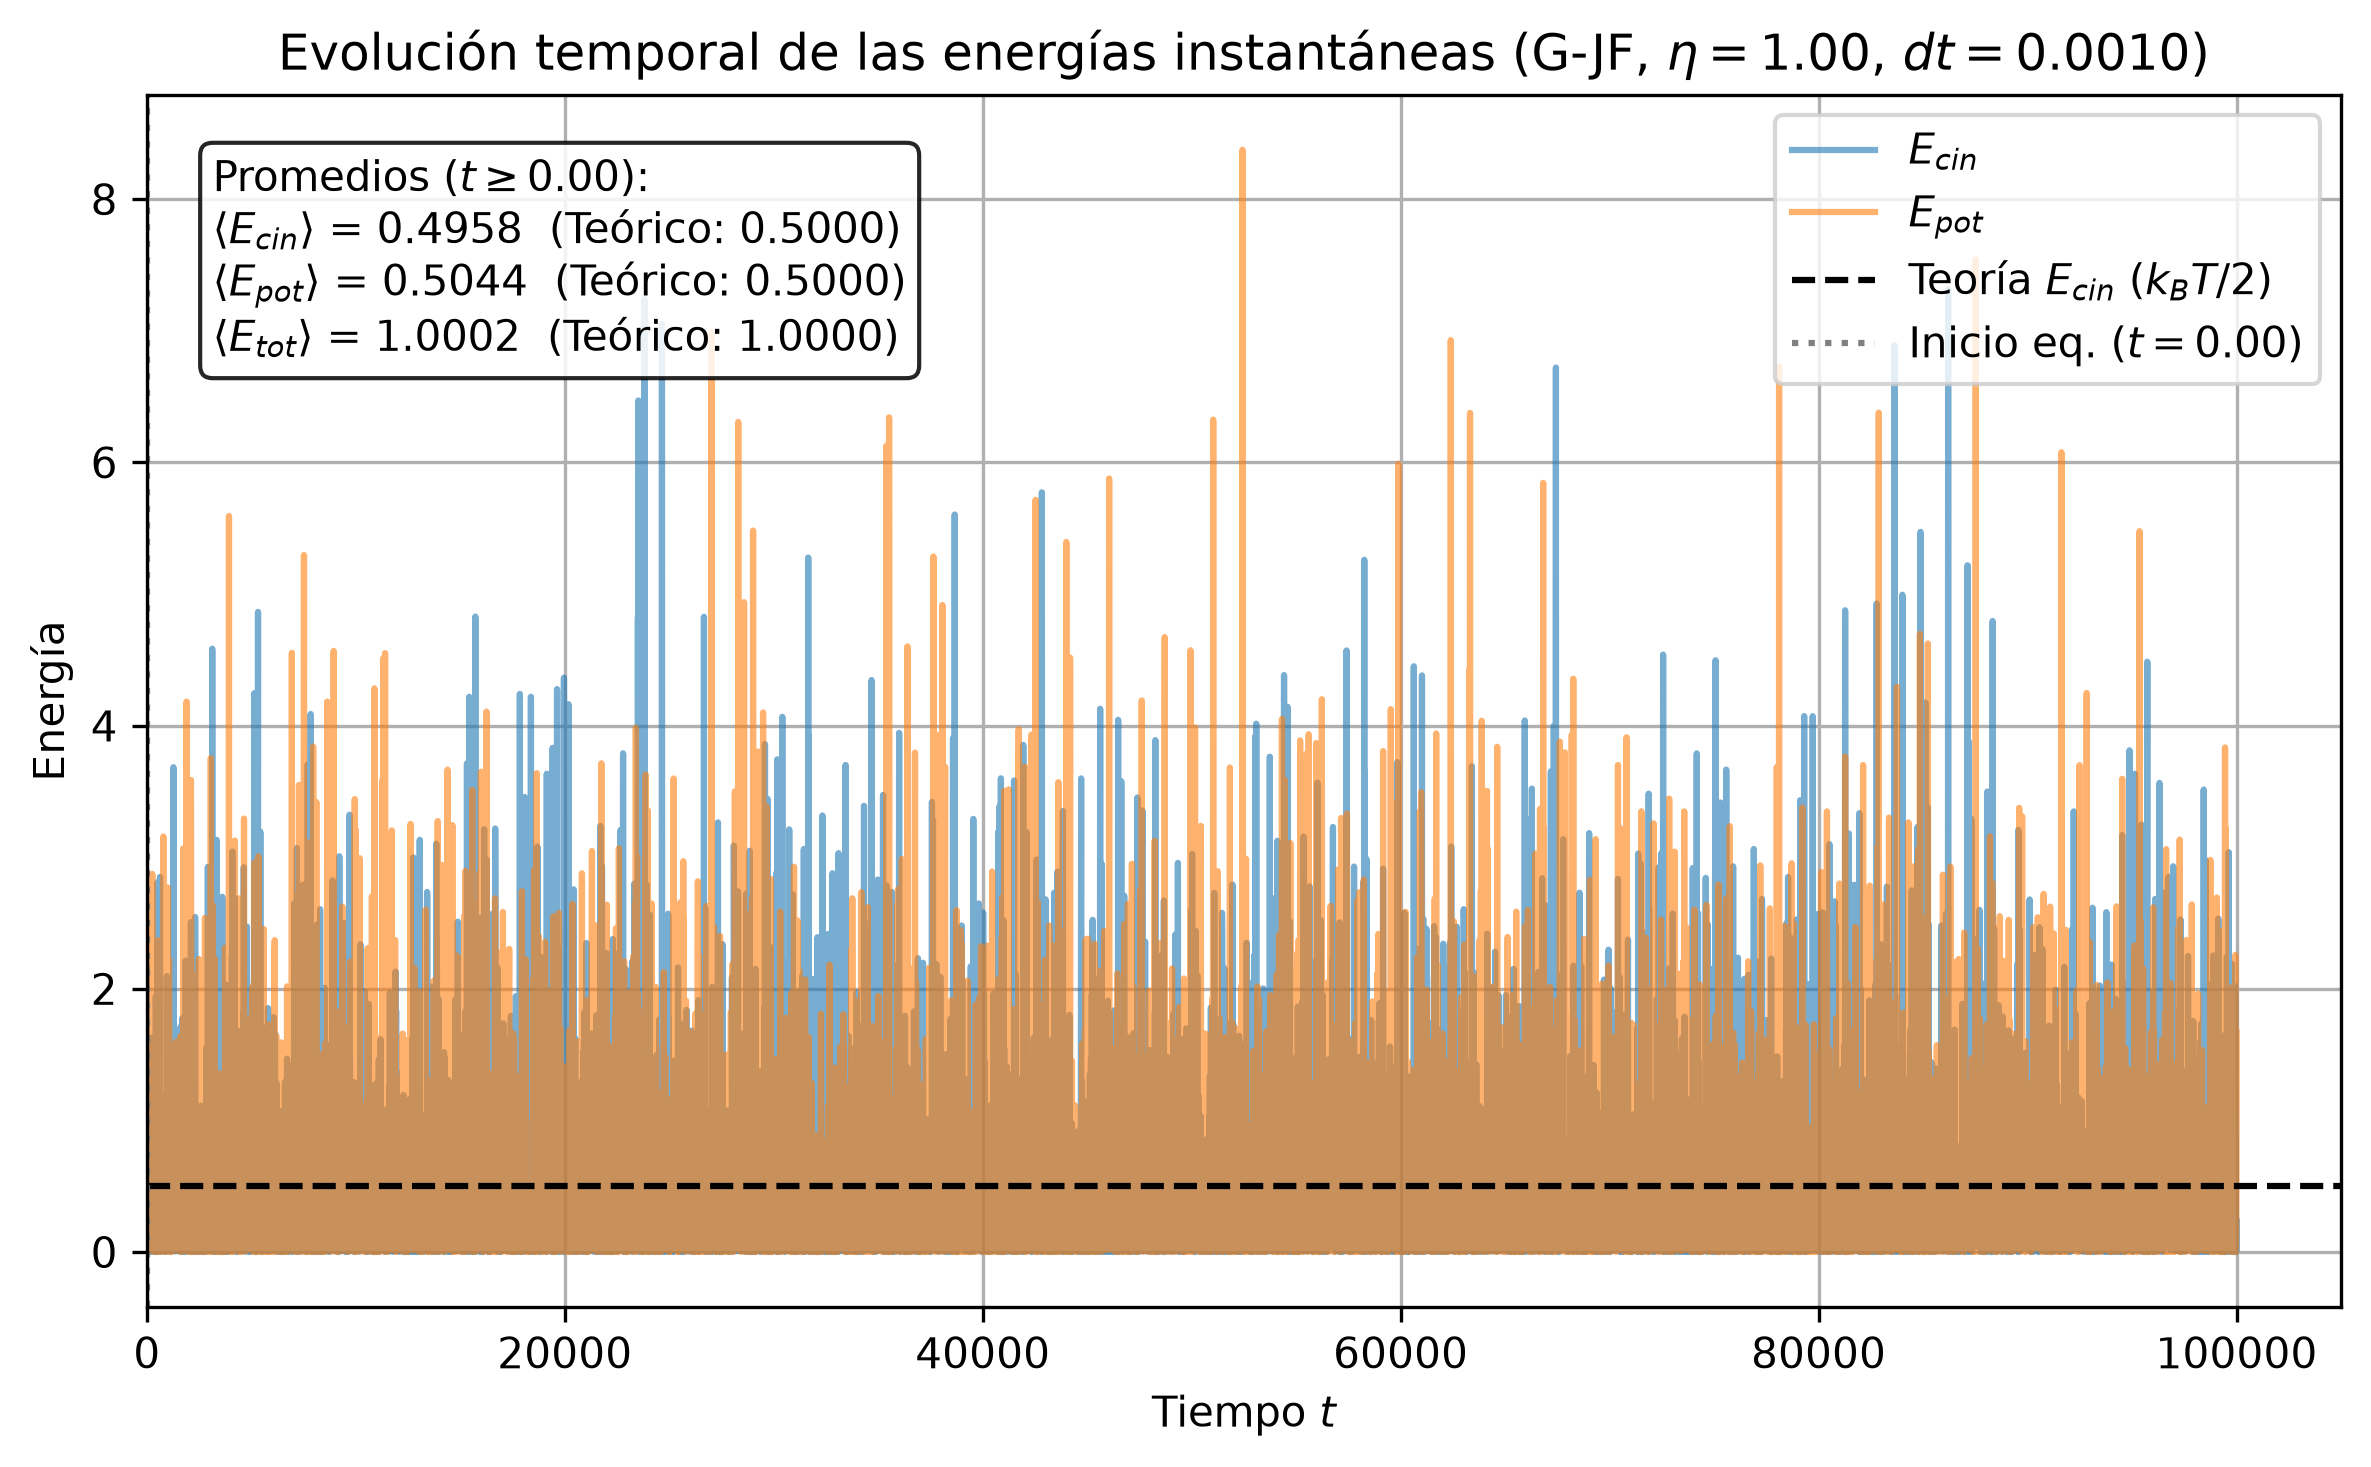 Evolución temporal de las energías instantáneas (G-JF, η = 1.00, dt = 0.0010)
Promedios (t ≥ 0.00):
⟨E_cin⟩ = 0.4958 (Teórico: 0.5000)
⟨E_pot⟩ = 0.5044 (Teórico: 0.5000)
⟨E_tot⟩ = 1.0002 (Teórico: 1.0000)
E_cin
E_pot
Teoría E_cin (k_BT/2)
Inicio eq. (t = 0.00)
Energía
8
6
4
2
0
0
20000
40000
60000
80000
100000
Tiempo t